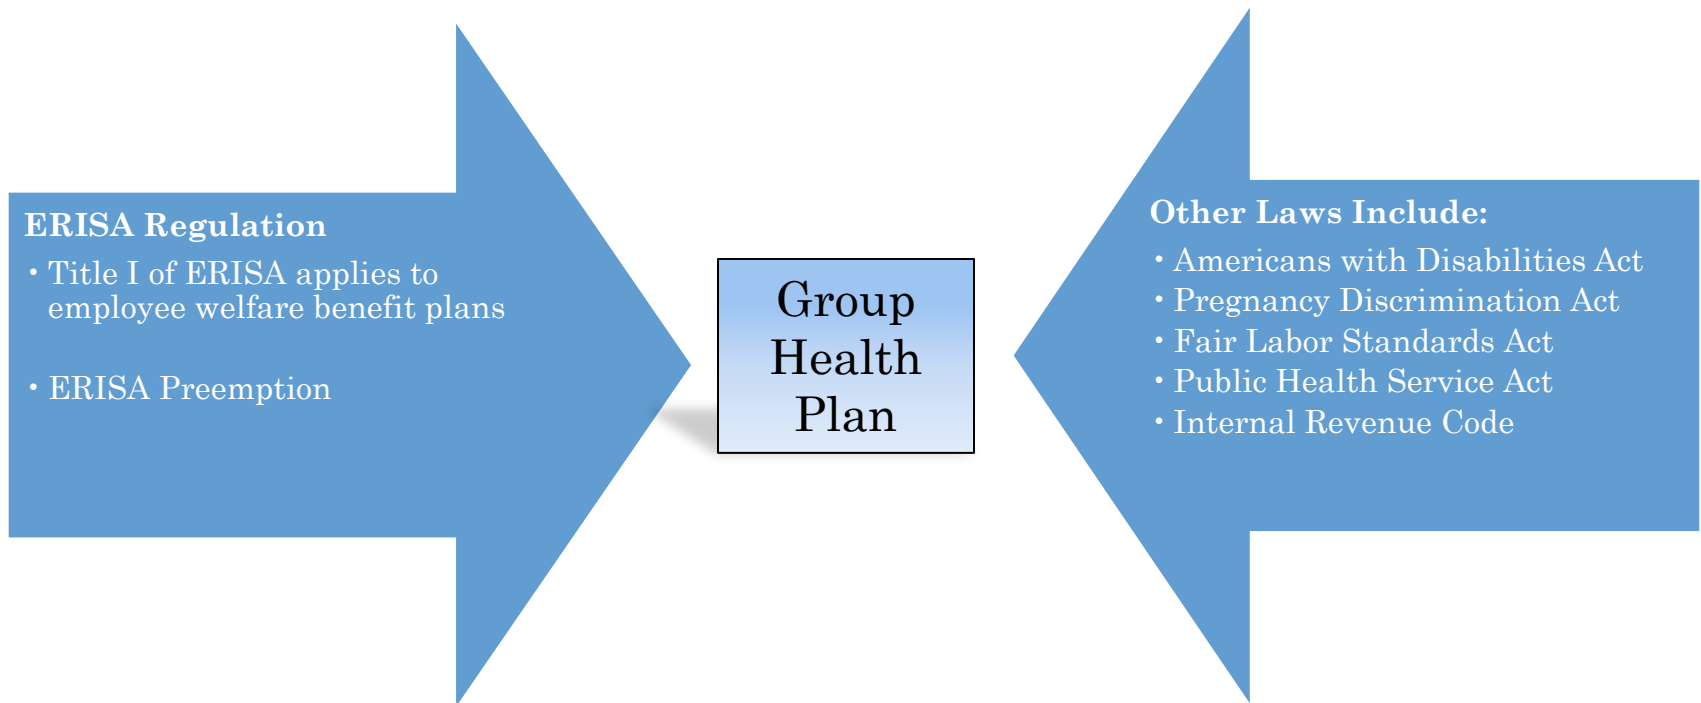 ERISA Regulation
• Title I of ERISA applies to
employee welfare benefit plans
• ERISA Preemption
Group
Health
Plan
Other Laws Include:
• Americans with Disabilities Act
• Pregnancy Discrimination Act
• Fair Labor Standards Act
• Public Health Service Act
• Internal Revenue Code